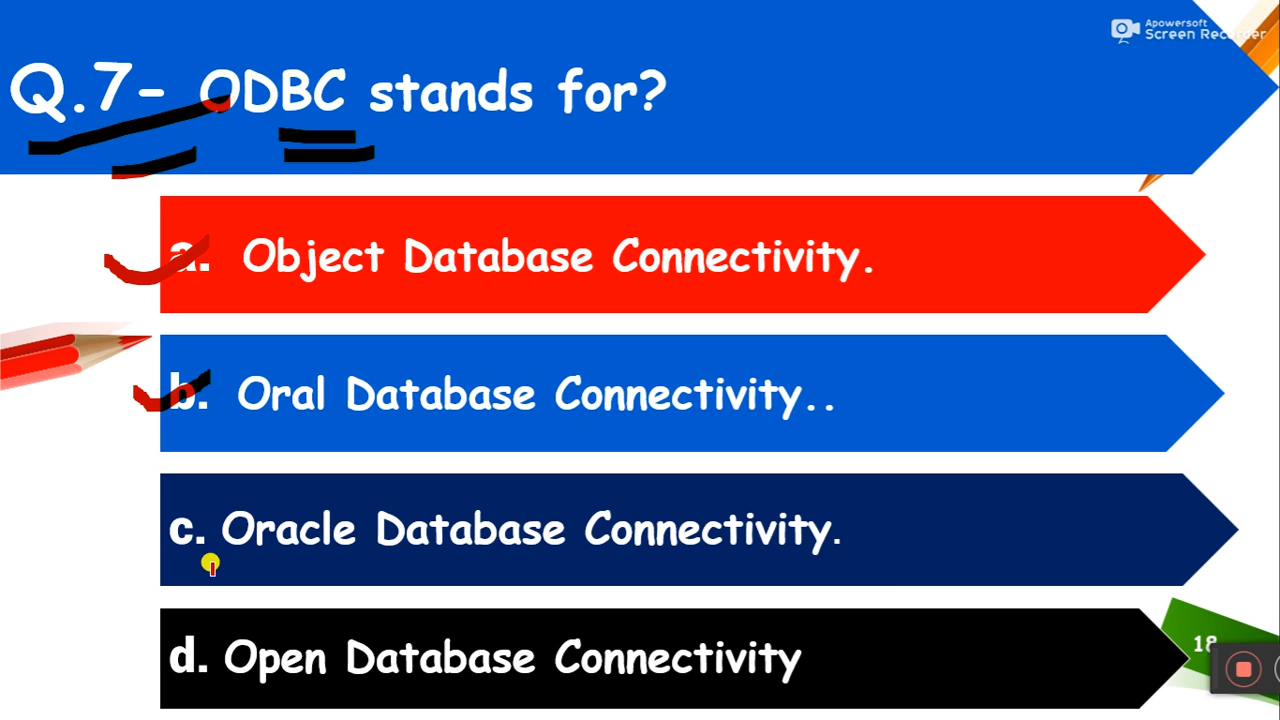 Apowersoft
Screen Recorder
Q.7- ODBC stands for?
a. Object Database Connectivity.
b. Oral Database Connectivity..
c. Oracle Database Connectivity.
d. Open Database Connectivity
18